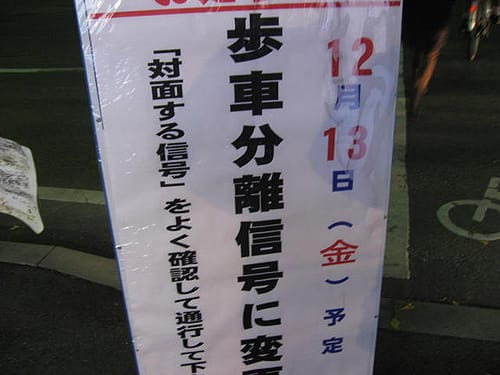 12月13日(金)予定
歩車分離信号に変更
「対面する信号」をよく確認して通行して下